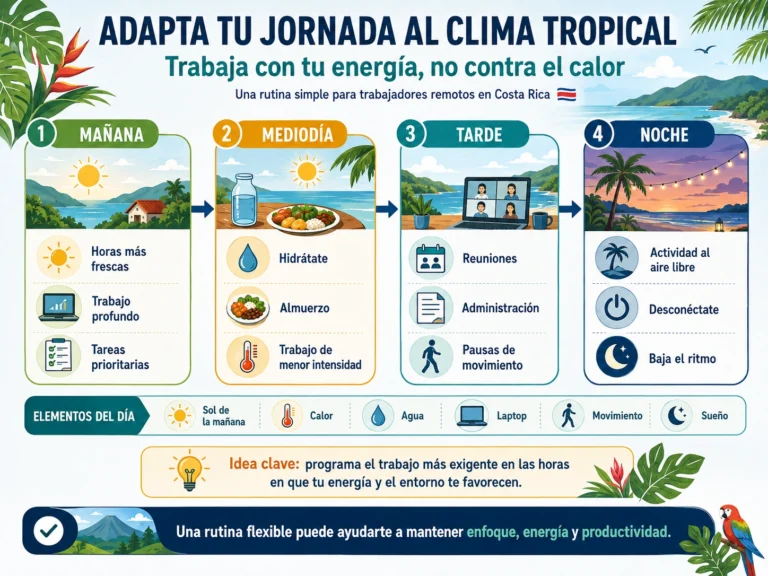 ADAPTA TU JORNADA AL CLIMA TROPICAL
Trabaja con tu energía, no contra el calor
Una rutina simple para trabajadores remotos en Costa Rica
1 MAÑANA
Horas más
frescas
Trabajo
profundo
Tareas
prioritarias
2 MEDIODÍA
Hidrátate
Almuerzo
Trabajo de
menor intensidad
3 TARDE
Reuniones
Administración
Pausas de
movimiento
4 NOCHE
Actividad al
aire libre
Desconéctate
Baja el ritmo
ELEMENTOS DEL DÍA
Sol de
la mañana
Calor
Agua
Laptop
Movimiento
Sueño
Idea clave: programa el trabajo más exigente en las horas
en que tu energía y el entorno te favorecen.
Una rutina flexible puede ayudarte a mantener enfoque, energía y productividad.